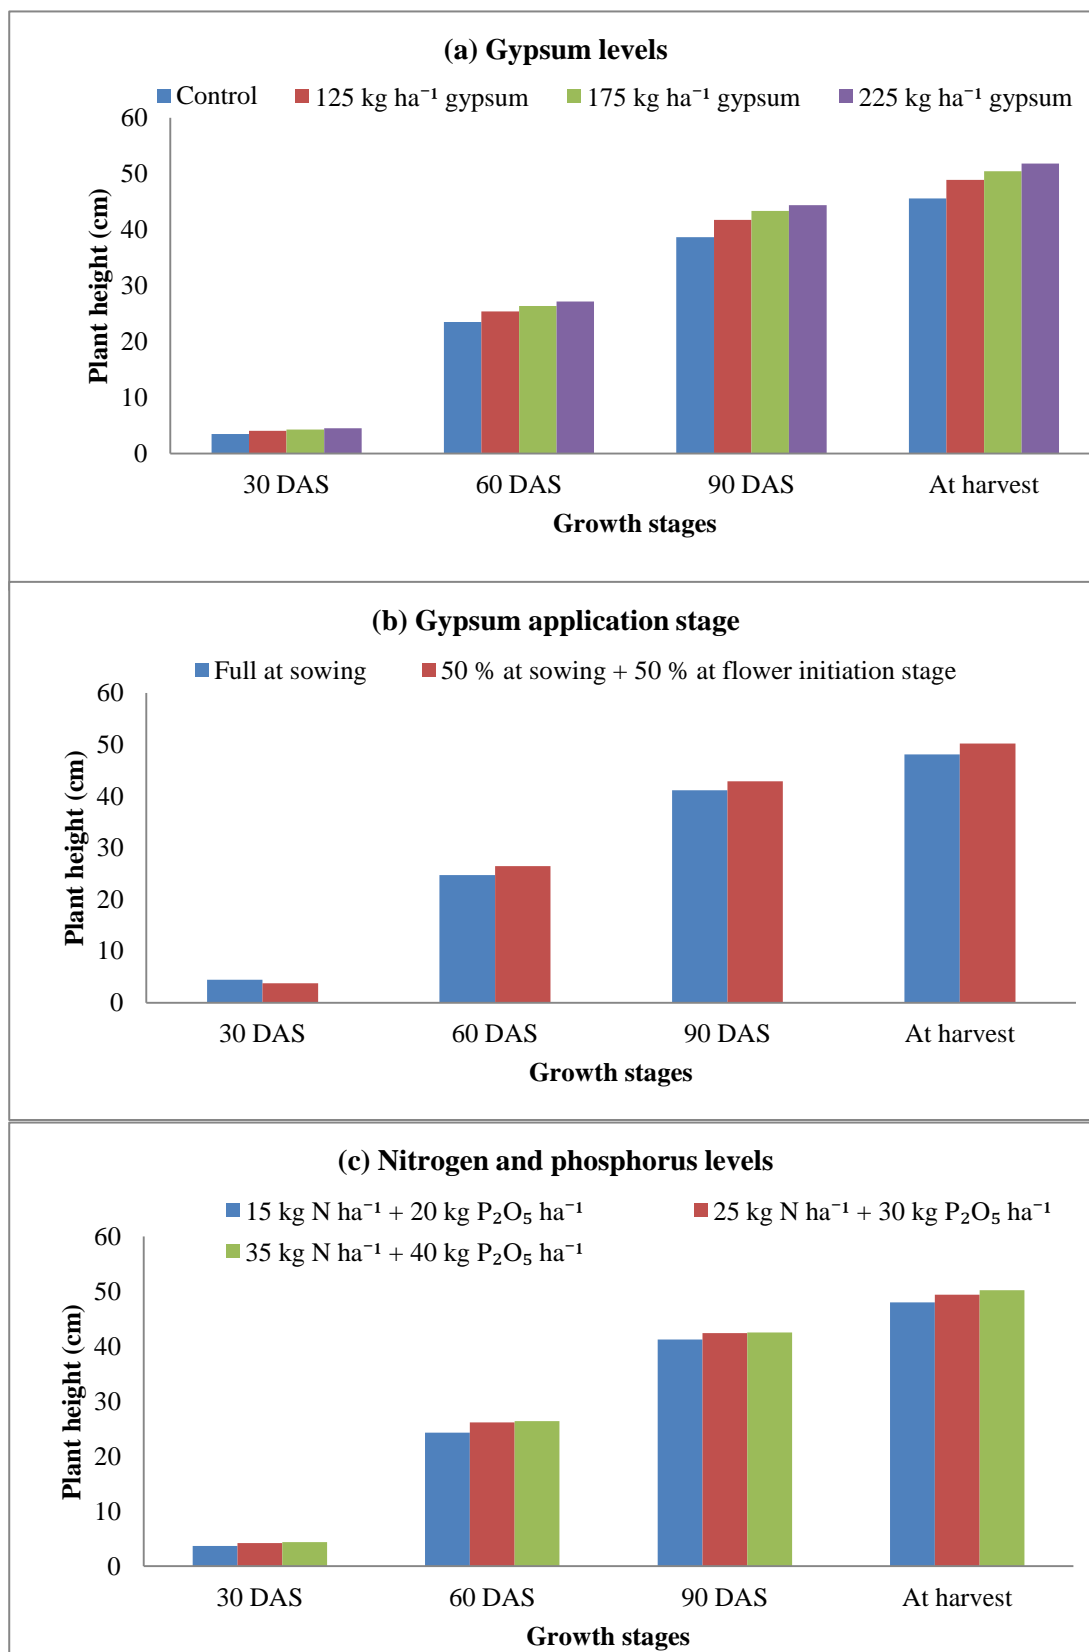 (a) Gypsum levels
Control 125 kg ha⁻¹ gypsum 175 kg ha⁻¹ gypsum 225 kg ha⁻¹ gypsum
60
50
40
30
20
10
0
Plant height (cm)
30 DAS 60 DAS 90 DAS At harvest
Growth stages
(b) Gypsum application stage
Full at sowing 50 % at sowing + 50 % at flower initiation stage
60
50
40
30
20
10
0
Plant height (cm)
30 DAS 60 DAS 90 DAS At harvest
Growth stages
(c) Nitrogen and phosphorus levels
15 kg N ha⁻¹ + 20 kg P₂O₅ ha⁻¹ 25 kg N ha⁻¹ + 30 kg P₂O₅ ha⁻¹
35 kg N ha⁻¹ + 40 kg P₂O₅ ha⁻¹
60
50
40
30
20
10
0
Plant height (cm)
30 DAS 60 DAS 90 DAS At harvest
Growth stages